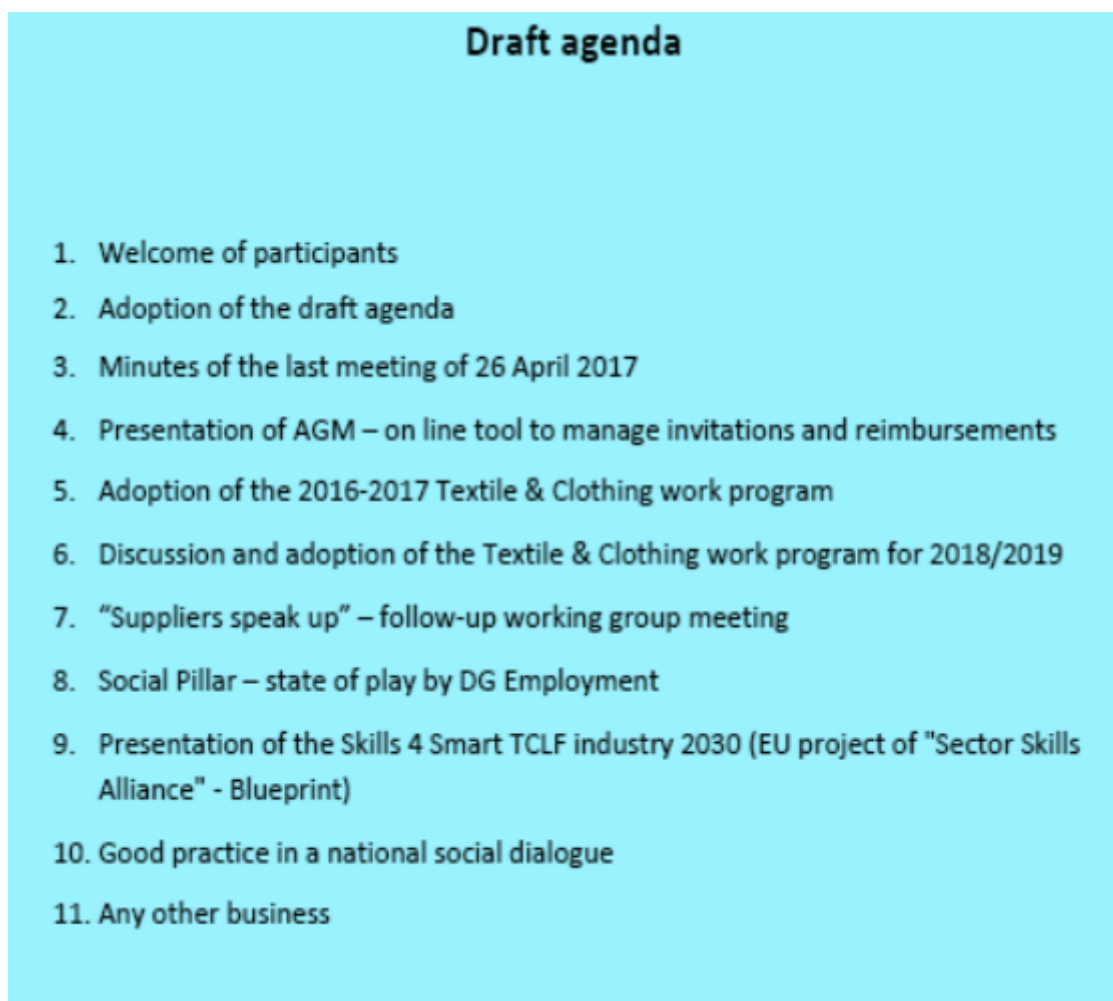 Draft agenda
1. Welcome of participants
2. Adoption of the draft agenda
3. Minutes of the last meeting of 26 April 2017
4. Presentation of AGM – on line tool to manage invitations and reimbursements
5. Adoption of the 2016-2017 Textile & Clothing work program
6. Discussion and adoption of the Textile & Clothing work program for 2018/2019
7. “Suppliers speak up” – follow-up working group meeting
8. Social Pillar – state of play by DG Employment
9. Presentation of the Skills 4 Smart TCLF industry 2030 (EU project of "Sector Skills
Alliance" - Blueprint)
10. Good practice in a national social dialogue
11. Any other business